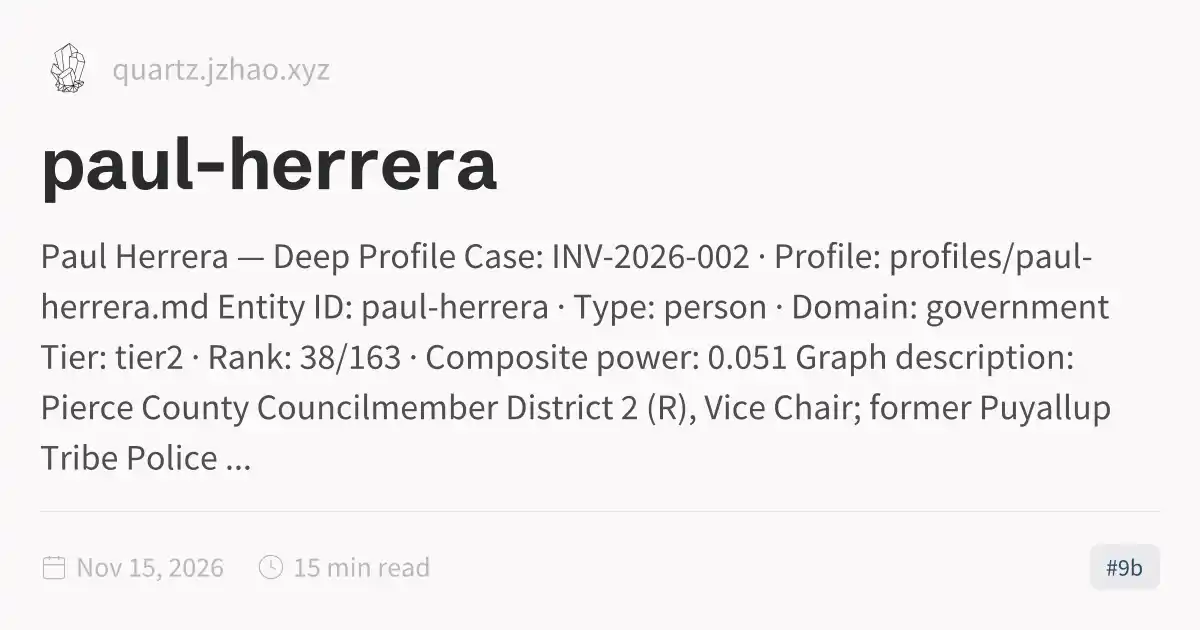 quartz.jzhao.xyz
paul-herrera
Paul Herrera — Deep Profile Case: INV-2026-002 · Profile: profiles/paul-
herrera.md Entity ID: paul-herrera · Type: person · Domain: government
Tier: tier2 · Rank: 38/163 · Composite power: 0.051 Graph description:
Pierce County Councilmember District 2 (R), Vice Chair; former Puyallup
Tribe Police ...
Nov 15, 2026 15 min read #9b